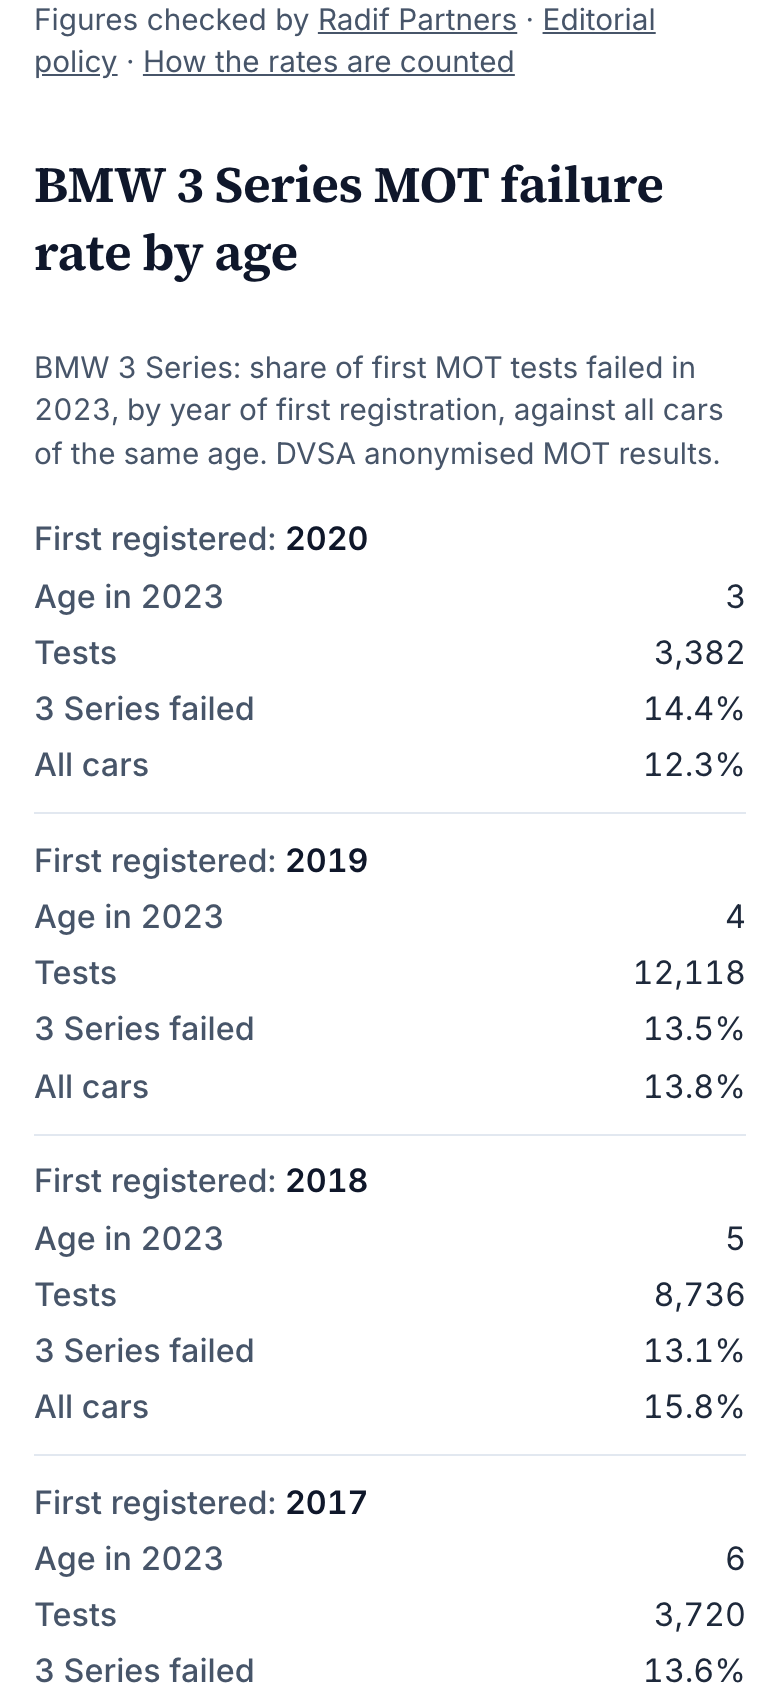 Figures checked by Radif Partners · Editorial
policy · How the rates are counted
BMW 3 Series MOT failure
rate by age
BMW 3 Series: share of first MOT tests failed in
2023, by year of first registration, against all cars
of the same age. DVSA anonymised MOT results.
First registered: 2020
Age in 2023 3
Tests 3,382
3 Series failed 14.4%
All cars 12.3%
First registered: 2019
Age in 2023 4
Tests 12,118
3 Series failed 13.5%
All cars 13.8%
First registered: 2018
Age in 2023 5
Tests 8,736
3 Series failed 13.1%
All cars 15.8%
First registered: 2017
Age in 2023 6
Tests 3,720
3 Series failed 13.6%